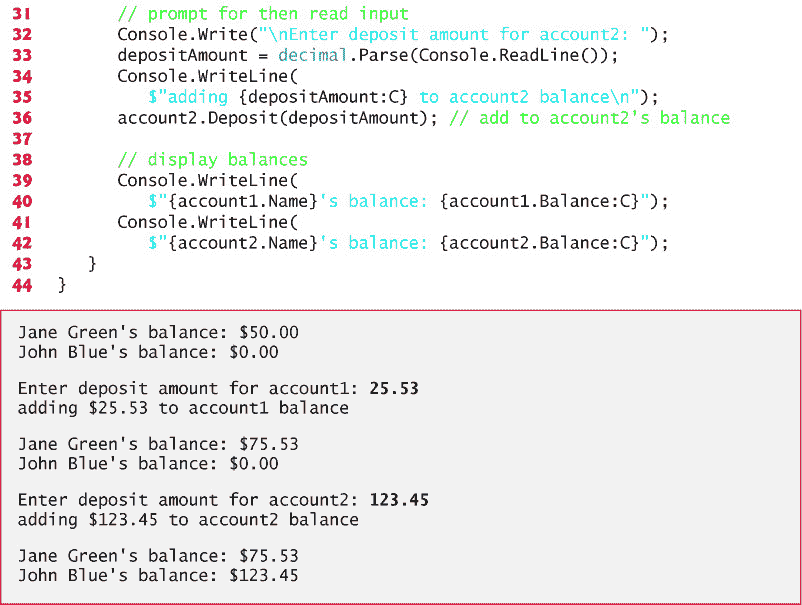 31 // prompt for then read input
32 Console.Write("\nEnter deposit amount for account2: ");
33 depositAmount = decimal.Parse(Console.ReadLine());
34 Console.WriteLine(
35 $"adding {depositAmount:C} to account2 balance\n");
36 account2.Deposit(depositAmount); // add to account2's balance
37
38 // display balances
39 Console.WriteLine(
40 $"{account1.Name}'s balance: {account1.Balance:C}");
41 Console.WriteLine(
42 $"{account2.Name}'s balance: {account2.Balance:C}");
43 }
44 }
Jane Green's balance: $50.00
John Blue's balance: $0.00
Enter deposit amount for account1: 25.53
adding $25.53 to account1 balance
Jane Green's balance: $75.53
John Blue's balance: $0.00
Enter deposit amount for account2: 123.45
adding $123.45 to account2 balance
Jane Green's balance: $75.53
John Blue's balance: $123.45